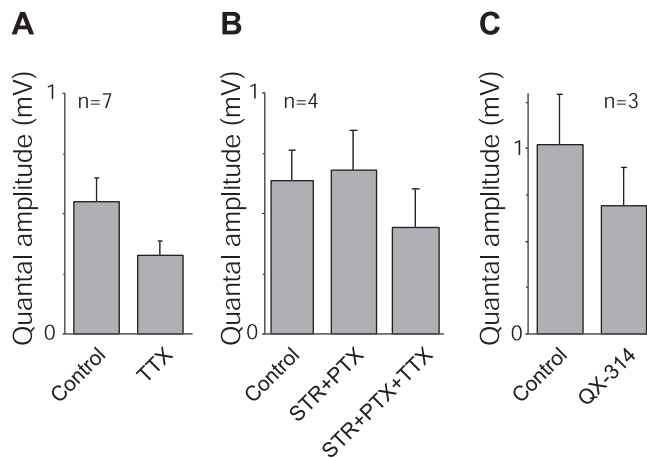 A
Quantal amplitude (mV)
1
0
n=7
Control
TTX
B
Quantal amplitude (mV)
1
0
n=4
Control
STR+PTX
STR+PTX+TTX
C
Quantal amplitude (mV)
1
0
n=3
Control
QX-314